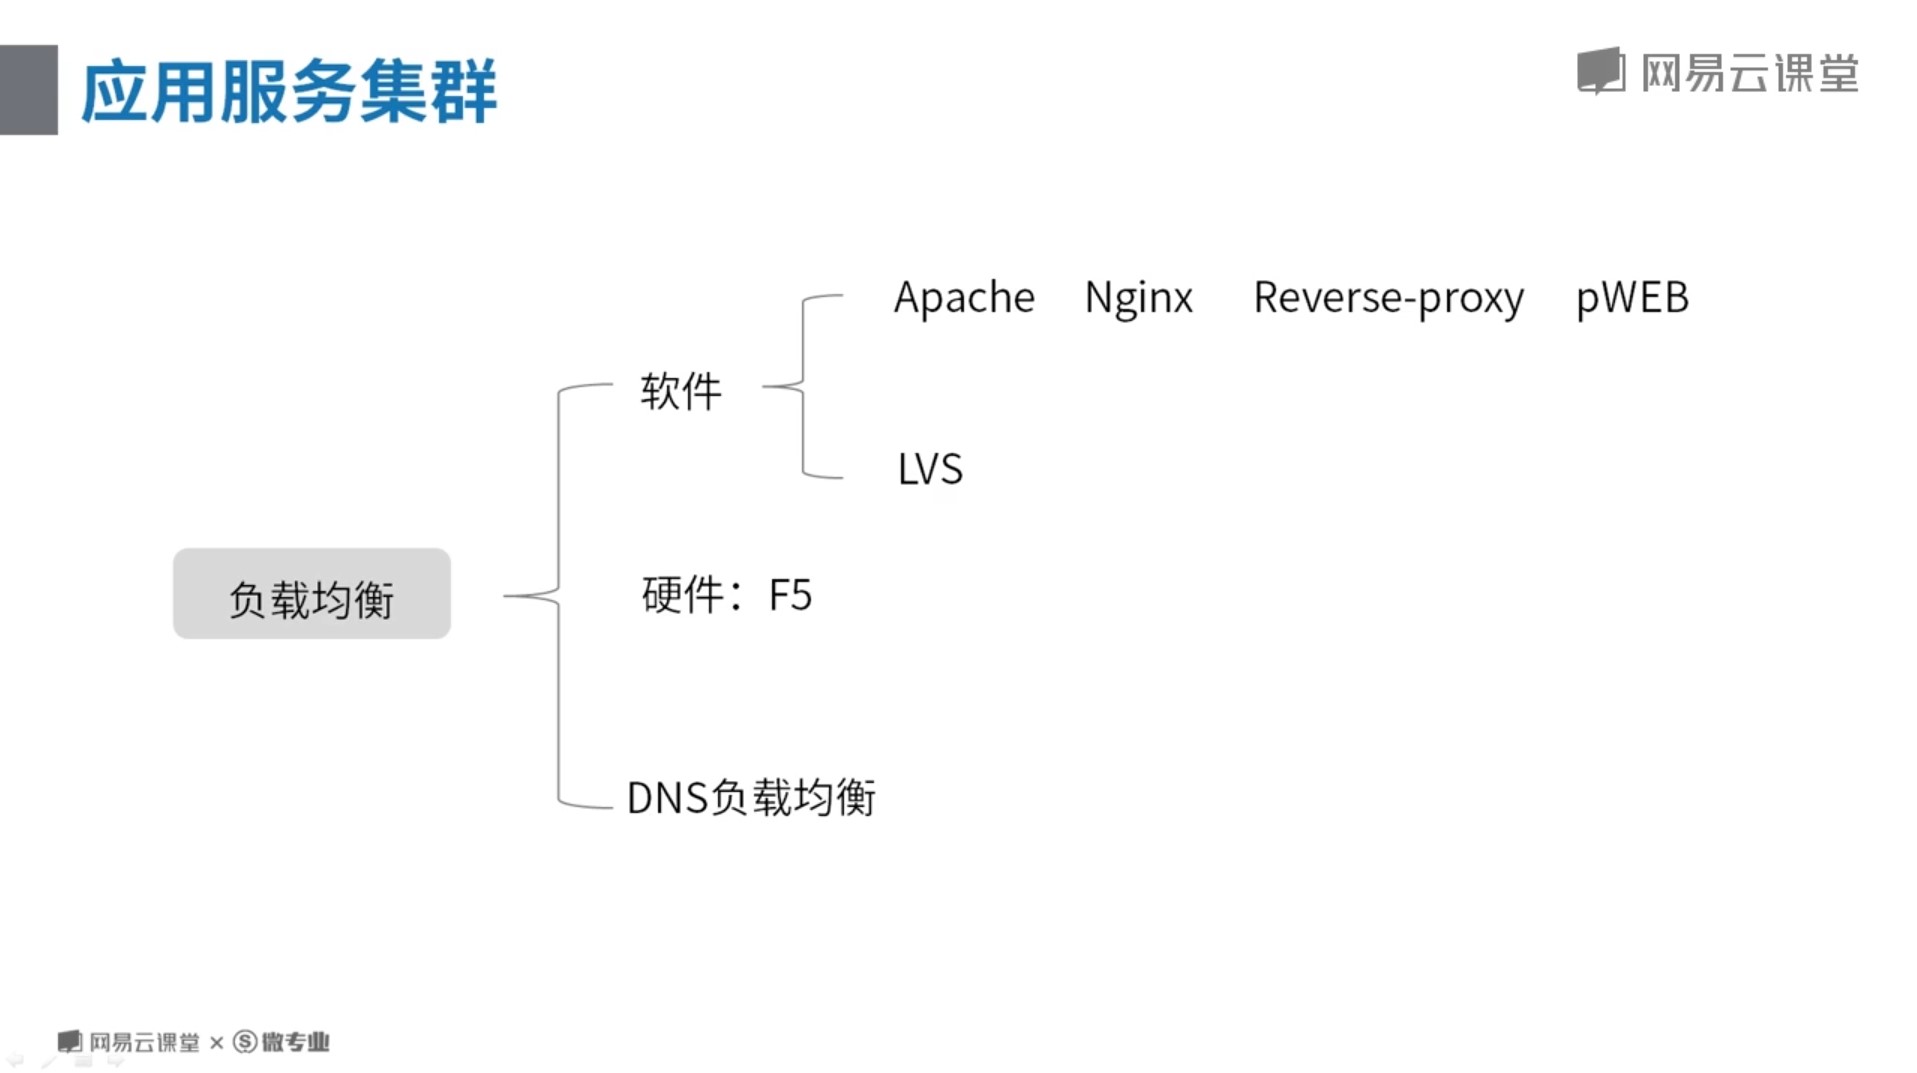 应用服务集群
网易云课堂
Apache Nginx Reverse-proxy pWEB
软件
LVS
负载均衡
硬件：F5
DNS负载均衡
网易云课堂 × Ⓢ微专业